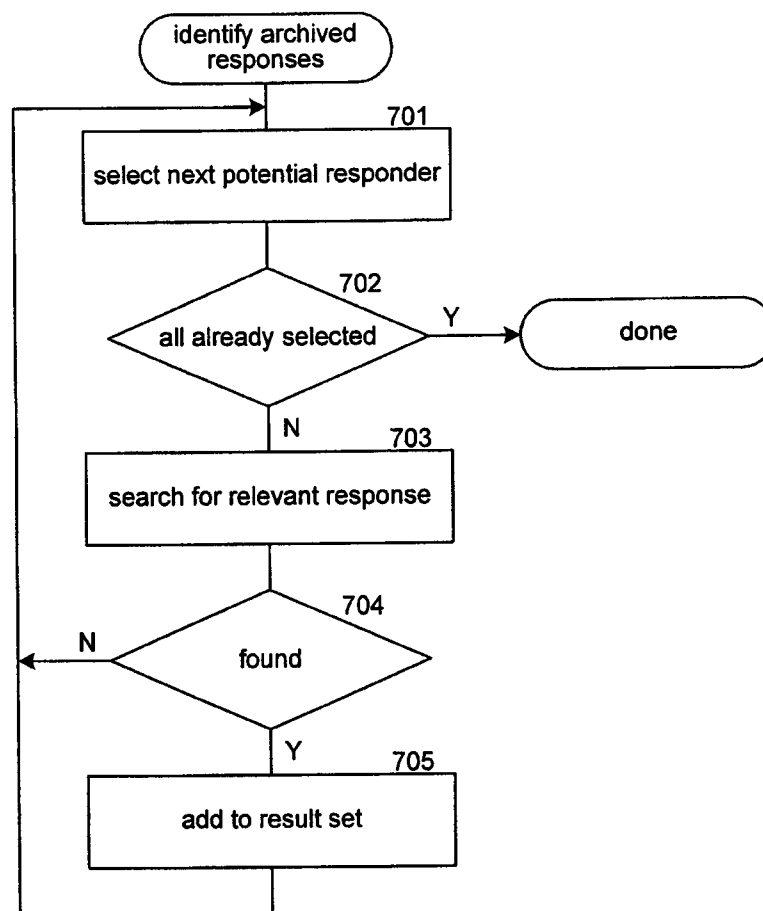 identify archived
responses
701
select next potential responder
702
all already selected
Y
done
N
703
search for relevant response
704
N
found
Y
705
add to result set